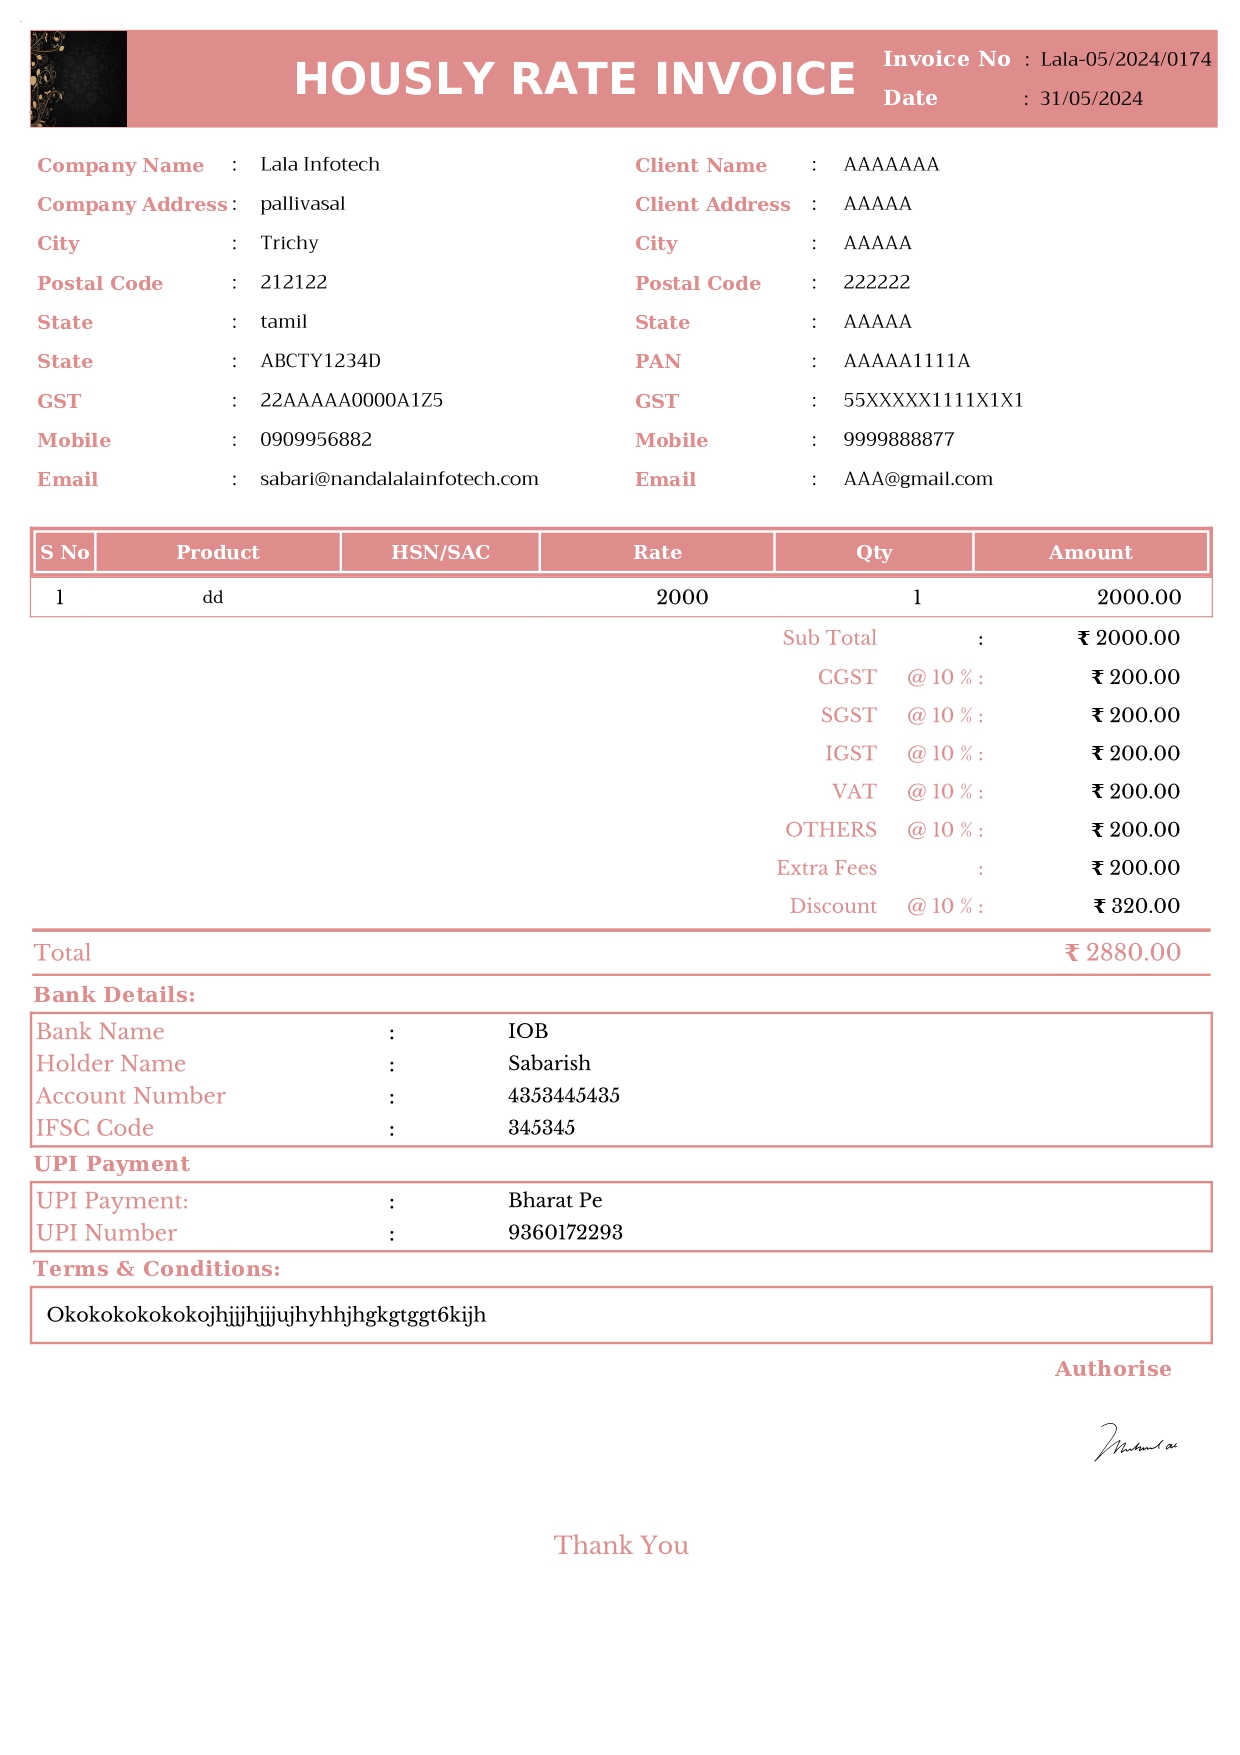 HOUSLY RATE INVOICE
Invoice No : Lala-05/2024/0174
Date : 31/05/2024
Company Name : Lala Infotech Client Name : AAAAAAA
Company Address : pallivasal Client Address : AAAAA
City : Trichy City : AAAAA
Postal Code : 212122 Postal Code : 222222
State : tamil State : AAAAA
State : ABCTY1234D PAN : AAAAA1111A
GST : 22AAAAA0000A1Z5 GST : 55XXXXX1111X1X1
Mobile : 0909956882 Mobile : 9999888877
Email : sabari@nandalalainfotech.com Email : AAA@gmail.com
S No Product HSN/SAC Rate Qty Amount
1 dd 2000 1 2000.00
Sub Total : ₹ 2000.00
CGST @ 10 % : ₹ 200.00
SGST @ 10 % : ₹ 200.00
IGST @ 10 % : ₹ 200.00
VAT @ 10 % : ₹ 200.00
OTHERS @ 10 % : ₹ 200.00
Extra Fees : ₹ 200.00
Discount @ 10 % : ₹ 320.00
Total ₹ 2880.00
Bank Details:
Bank Name : IOB
Holder Name : Sabarish
Account Number : 4353445435
IFSC Code : 345345
UPI Payment
UPI Payment: : Bharat Pe
UPI Number : 9360172293
Terms & Conditions:
Okokokokokokojhjjjhjjjujhyhhjhgkgtggt6kijh
Authorise
Thank You